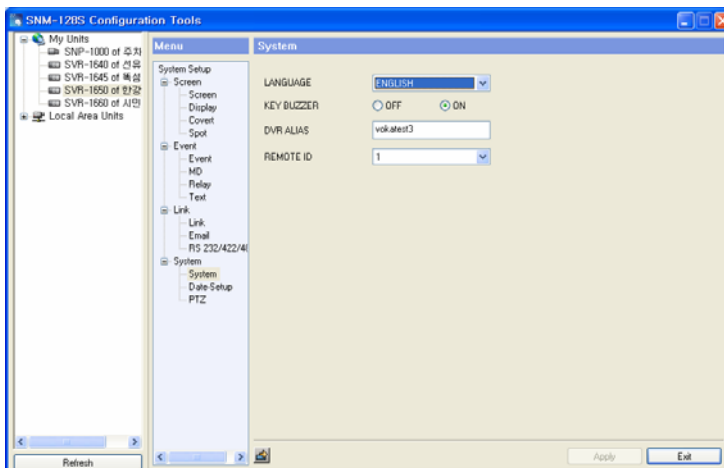 SNM-128S Configuration Tools
My Units
SNP-1000 of 주차
SVR-1640 of 선유
SVR-1645 of 뚝섬
SVR-1650 of 한강
SVR-1660 of 시민
Local Area Units
Refresh
Menu
System Setup
Screen
Screen
Display
Covert
Spot
Event
Event
MD
Relay
Text
Link
Link
Email
RS 232/422/4
System
System
Date-Setup
PTZ
System
LANGUAGE ENGLISH
KEY BUZZER OFF ON
DVR ALIAS vokatest3
REMOTE ID 1
Apply Exit